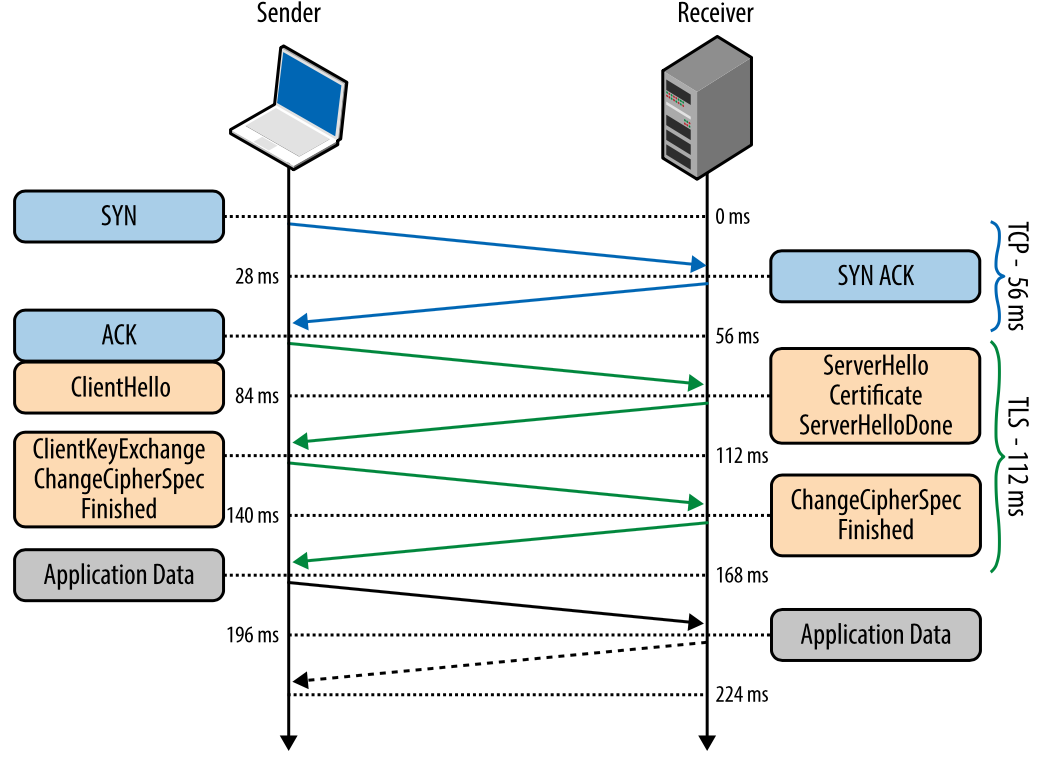 Sender
Receiver
SYN
0 ms
28 ms
SYN ACK
TCP - 56 ms
ACK
56 ms
ClientHello
84 ms
ServerHello
Certificate
ServerHelloDone
TLS - 112 ms
ClientKeyExchange
ChangeCipherSpec
Finished
112 ms
140 ms
ChangeCipherSpec
Finished
Application Data
168 ms
196 ms
Application Data
224 ms